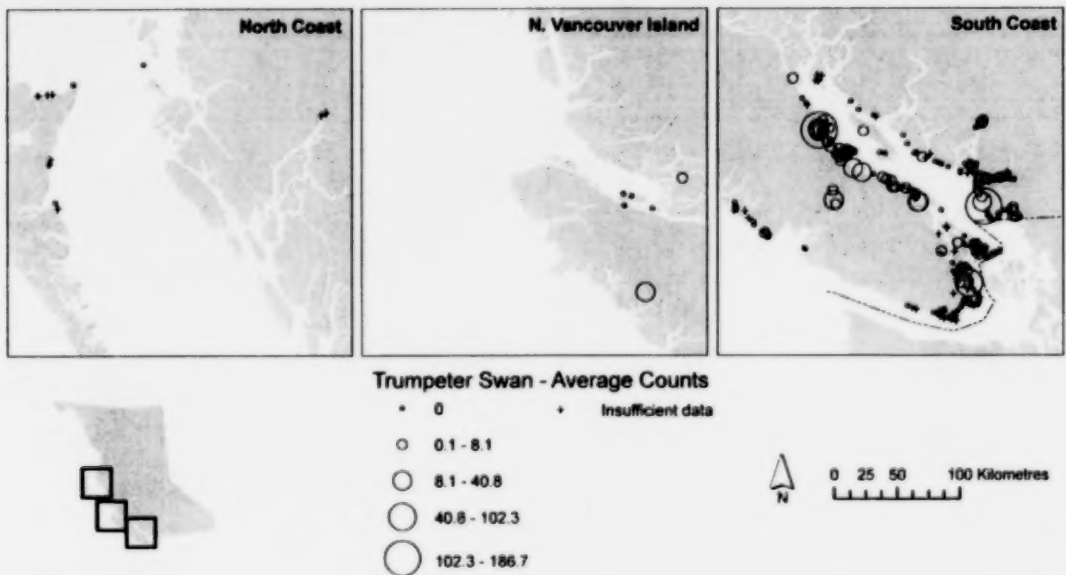 North Coast
N. Vancouver Island
South Coast
Trumpeter Swan - Average Counts
0
Insufficient data
0.1 - 8.1
8.1 - 40.8
40.8 - 102.3
102.3 - 186.7
N
0 25 50 100 Kilometres